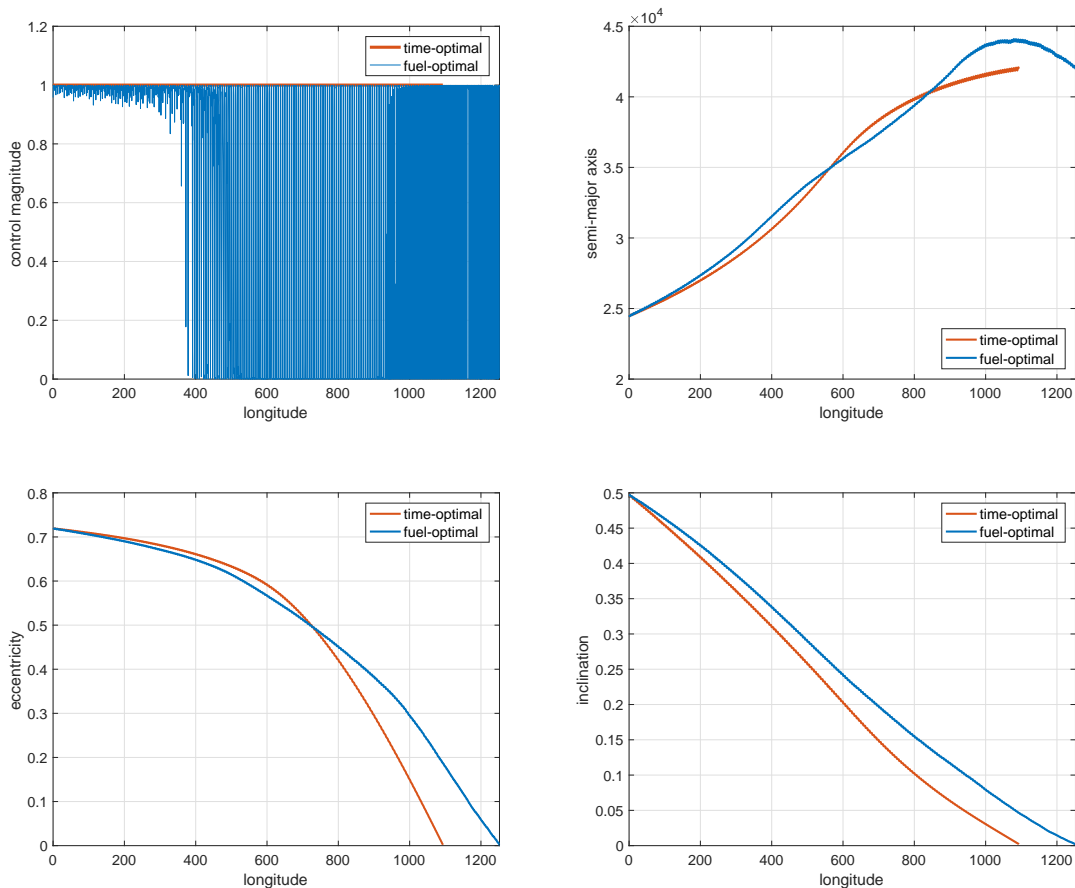 1.2
1
0.8
0.6
0.4
0.2
0
control magnitude
time-optimal
fuel-optimal
0 200 400 600 800 1000 1200
longitude
×10⁴
4.5
4
3.5
3
2.5
2
semi-major axis
time-optimal
fuel-optimal
0 200 400 600 800 1000 1200
longitude
0.8
0.7
0.6
0.5
0.4
0.3
0.2
0.1
0
eccentricity
time-optimal
fuel-optimal
0 200 400 600 800 1000 1200
longitude
0.5
0.45
0.4
0.35
0.3
0.25
0.2
0.15
0.1
0.05
0
inclination
time-optimal
fuel-optimal
0 200 400 600 800 1000 1200
longitude